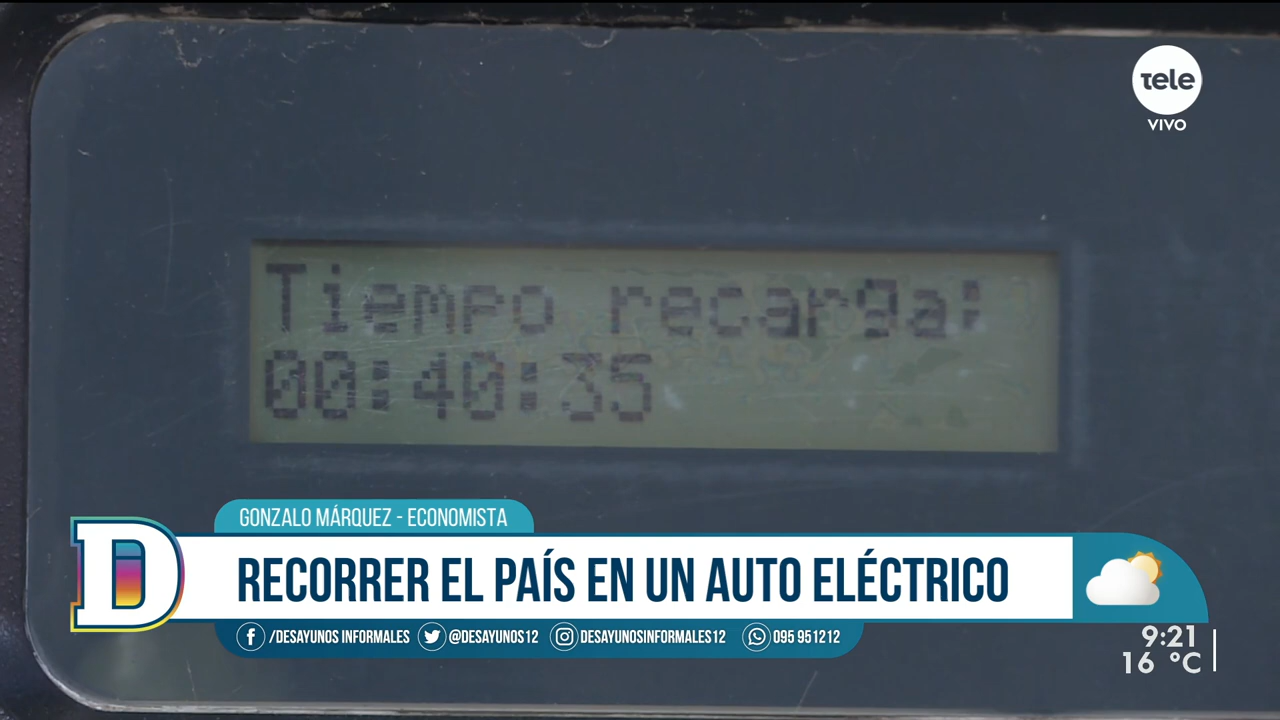 tele
VIVO
Tiempo recarga:
00:40:35
GONZALO MÁRQUEZ - ECONOMISTA
D
RECORRER EL PAÍS EN UN AUTO ELÉCTRICO
/DESAYUNOS INFORMALES @DESAYUNOS12 DESAYUNOSINFORMALES12 095 951212
9:21
16 °C